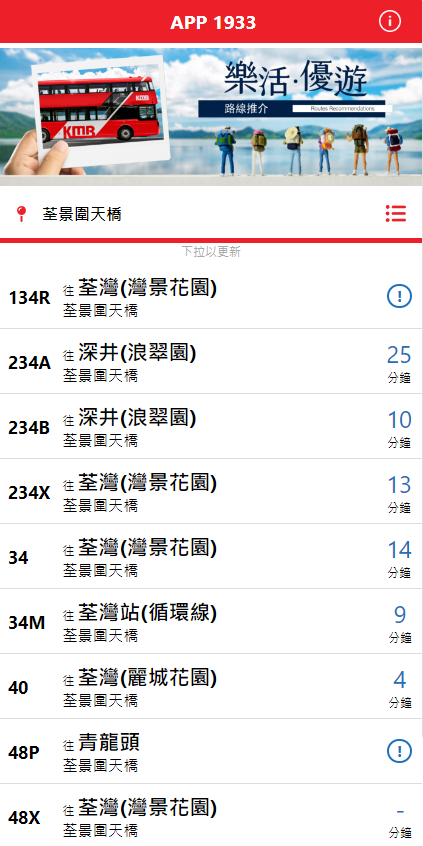 APP 1933
樂活·優遊
KMB
路線推介 Routes Recommendations
KMB
荃景圍天橋
下拉以更新
134R 往 荃灣(灣景花園)
荃景圍天橋
234A 往 深井(浪翠園) 25
荃景圍天橋 分鐘
234B 往 深井(浪翠園) 10
荃景圍天橋 分鐘
234X 往 荃灣(灣景花園) 13
荃景圍天橋 分鐘
34 往 荃灣(灣景花園) 14
荃景圍天橋 分鐘
34M 往 荃灣站(循環線) 9
荃景圍天橋 分鐘
40 往 荃灣(麗城花園) 4
荃景圍天橋 分鐘
48P 往 青龍頭
荃景圍天橋
48X 往 荃灣(灣景花園) -
荃景圍天橋 分鐘